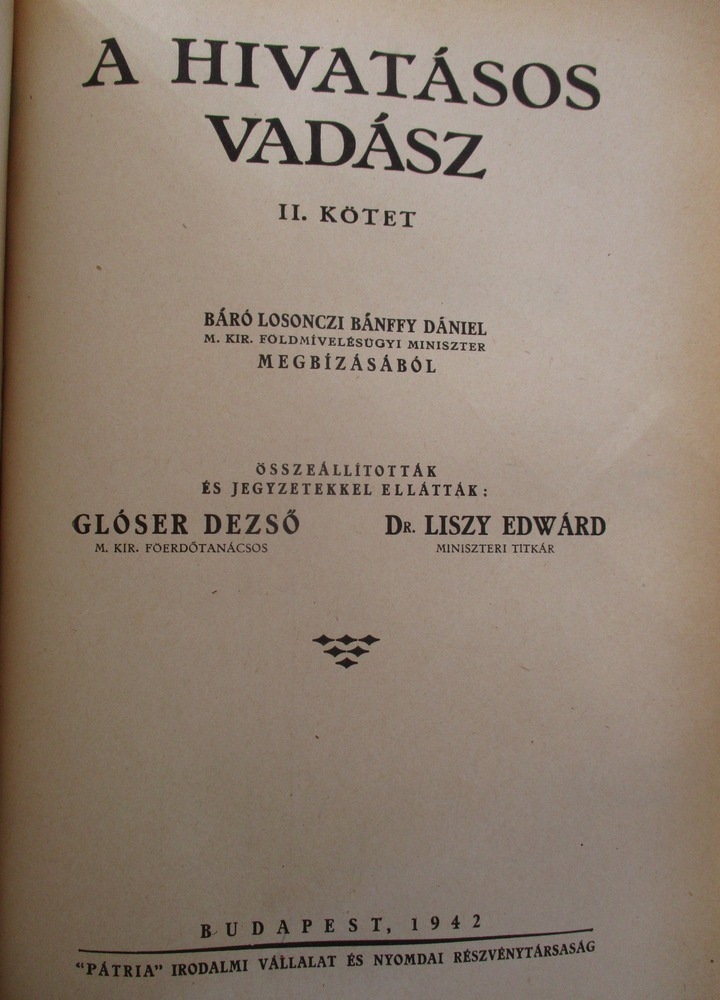 A HIVATÁSOS
VADÁSZ
II. KÖTET
BÁRÓ LOSONCZI BÁNFFY DÁNIEL
M. KIR. FÖLDMÍVELÉSÜGYI MINISZTER
MEGBÍZÁSÁBÓL
ÖSSZEÁLLÍTOTTÁK
ÉS JEGYZETEKKEL ELLÁTTÁK:
GLÓSER DEZSŐ
M. KIR. FÖERDŐTANÁCSOS
DR. LISZY EDWÁRD
MINISZTERI TITKÁR
BUDAPEST, 1942
"PÁTRIA" IRODALMI VÁLLALAT ÉS NYOMDAI RÉSZVÉNYTÁRSASÁG